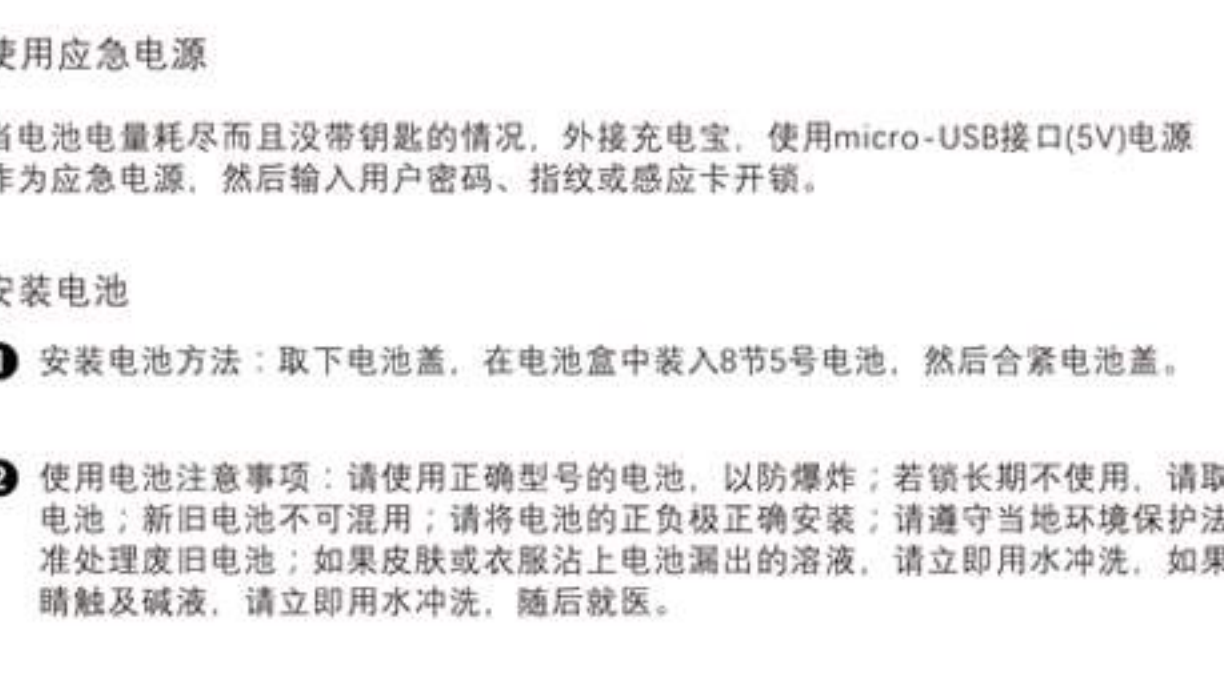 使用应急电源
当电池电量耗尽而且没带钥匙的情况，外接充电宝，使用micro-USB接口(5V)电源
作为应急电源，然后输入用户密码、指纹或感应卡开锁。
安装电池
1 安装电池方法：取下电池盖，在电池盒中装入8节5号电池，然后合紧电池盖。
2 使用电池注意事项：请使用正确型号的电池，以防爆炸；若锁长期不使用，请取
电池；新旧电池不可混用；请将电池的正负极正确安装；请遵守当地环境保护法
准处理废旧电池；如果皮肤或衣服沾上电池漏出的溶液，请立即用水冲洗，如果
睛触及碱液，请立即用水冲洗，随后就医。